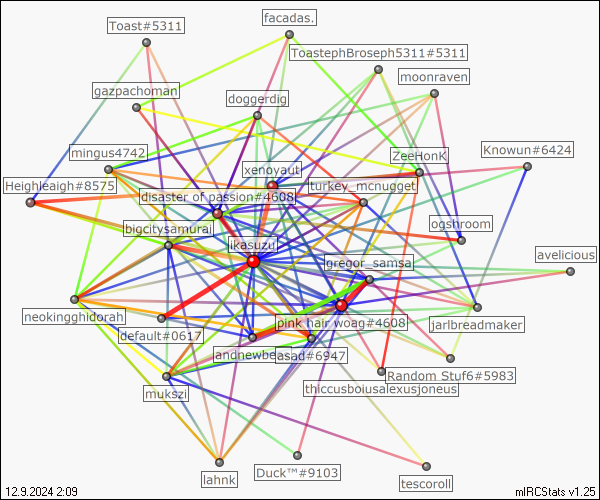 Toast#5311
facadas.
ToastephBroseph5311#5311
moonraven
gazpachoman
doggerdig
mingus4742
xenoyaut
ZeeHonK
Knowun#6424
Heighleaigh#8575
disaster of passion#4608
turkey_mcnugget
bigcitysamurai
ogshroom
ikasuzu
gregor_samsa
avelicious
neokingghidorah
default#0617
pink hair woag#4608
jarlbreadmaker
andnewbean
asad#6947
mukszi
thiccusboiusalexusjoneus
Random Stuf6#5983
lahnk
Duck™#9103
tescoroll
12.9.2024 2:09
mIRCStats v1.25